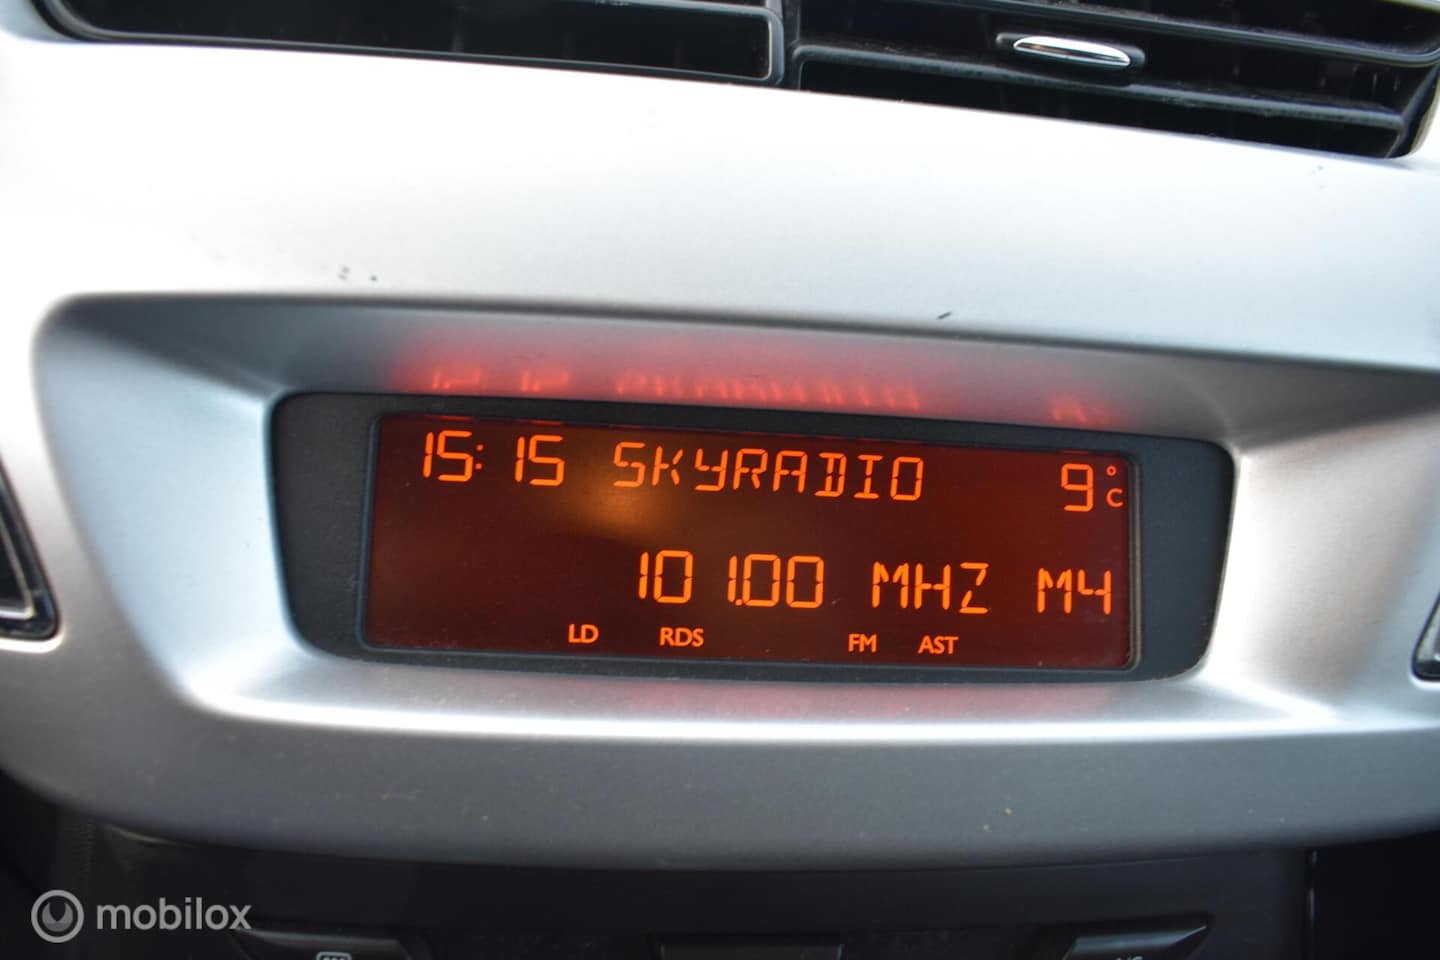 15:15 SKYRADIO 9°C
101.00 MHZ M4
LD RDS FM AST
mobilox